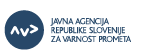 JAVNA AGENCIJA
REPUBLIKE SLOVENIJE
ZA VARNOST PROMETA